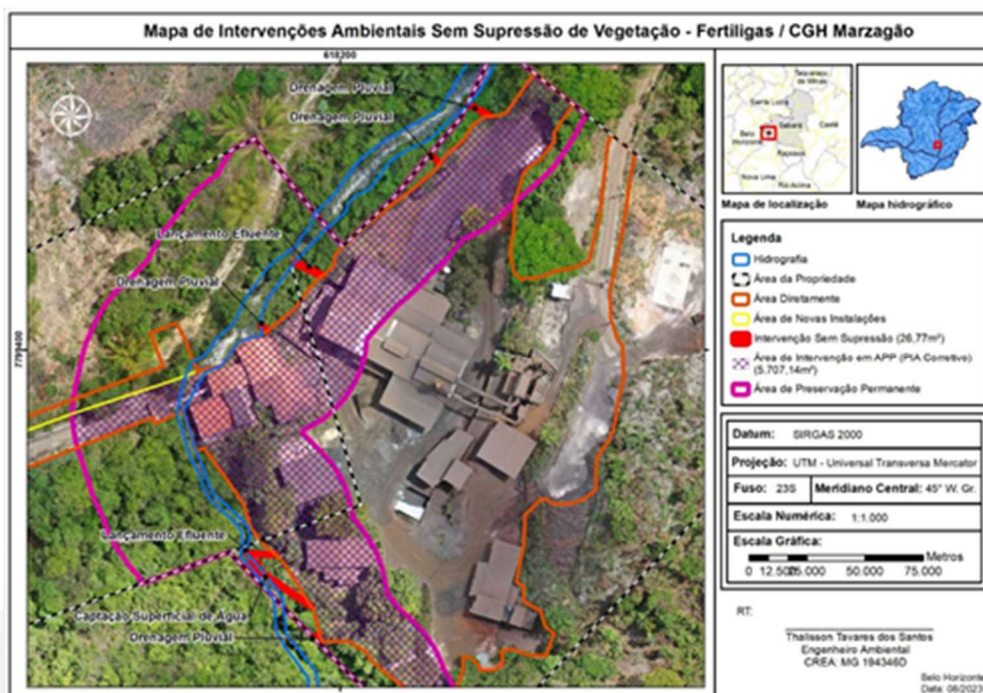 Mapa de Intervenções Ambientais Sem Supressão de Vegetação - Fertiligas / CGH Marzagão
618200
7799400
Drenagem Pluvial
Drenagem Pluvial
Lançamento Efluente
Drenagem Pluvial
Lançamento Efluente
Captação Superficial de Água
Drenagem Pluvial
Taquaraçu
de Minas
Santa Luzia
Sabará
Caeté
Belo
Horizonte
Raposos
Nova Lima
Rio Acima
Mapa de localização
Mapa hidrográfico
Legenda
Hidrografia
Área da Propriedade
Área Diretamente
Área de Novas Instalações
Intervenção Sem Supressão (26,77m²)
Área de Intervenção em APP (PIA Corretivo)
(5.707,14m²)
Área de Preservação Permanente
Datum: SIRGAS 2000
Projeção: UTM - Universal Transversa Mercator
Fuso: 23S
Meridiano Central: 45° W. Gr.
Escala Numérica: 1:1.000
Escala Gráfica:
Metros
0 12.500 25.000 50.000 75.000
RT:
Thalisson Tavares dos Santos
Engenheiro Ambiental
CREA: MG 194346D
Belo Horizonte
Data: 08/2023